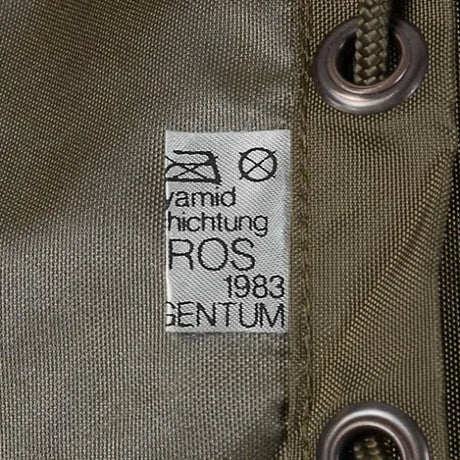 yamid
hichtung
ROS
1983
GENTUM